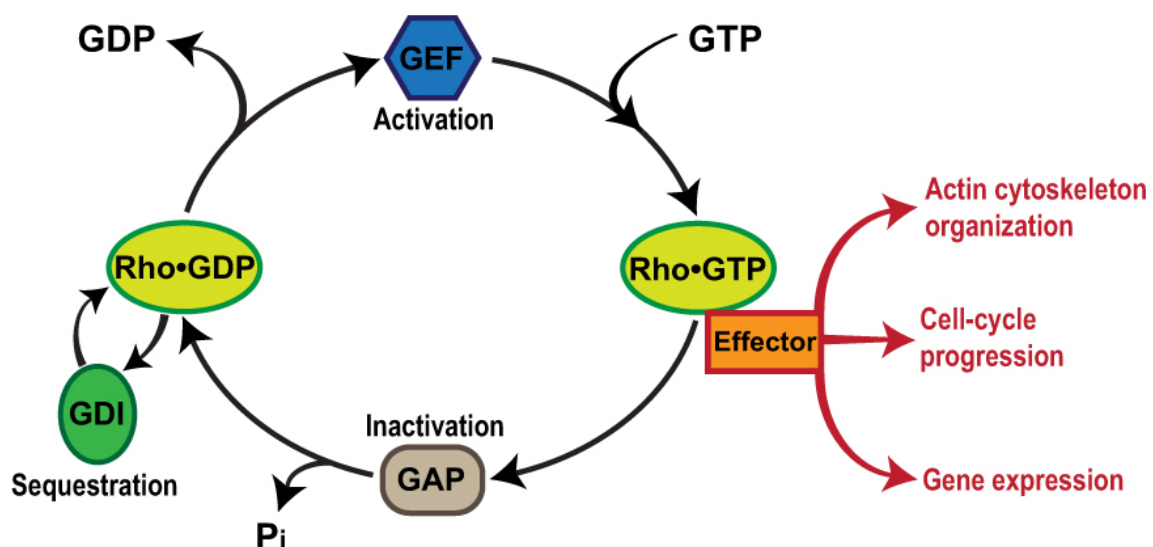 GDP
GEF
GTP
Activation
Actin cytoskeleton
organization
Rho•GDP
Rho•GTP
Cell-cycle
progression
Effector
GDI
Inactivation
GAP
Sequestration
Gene expression
Pi